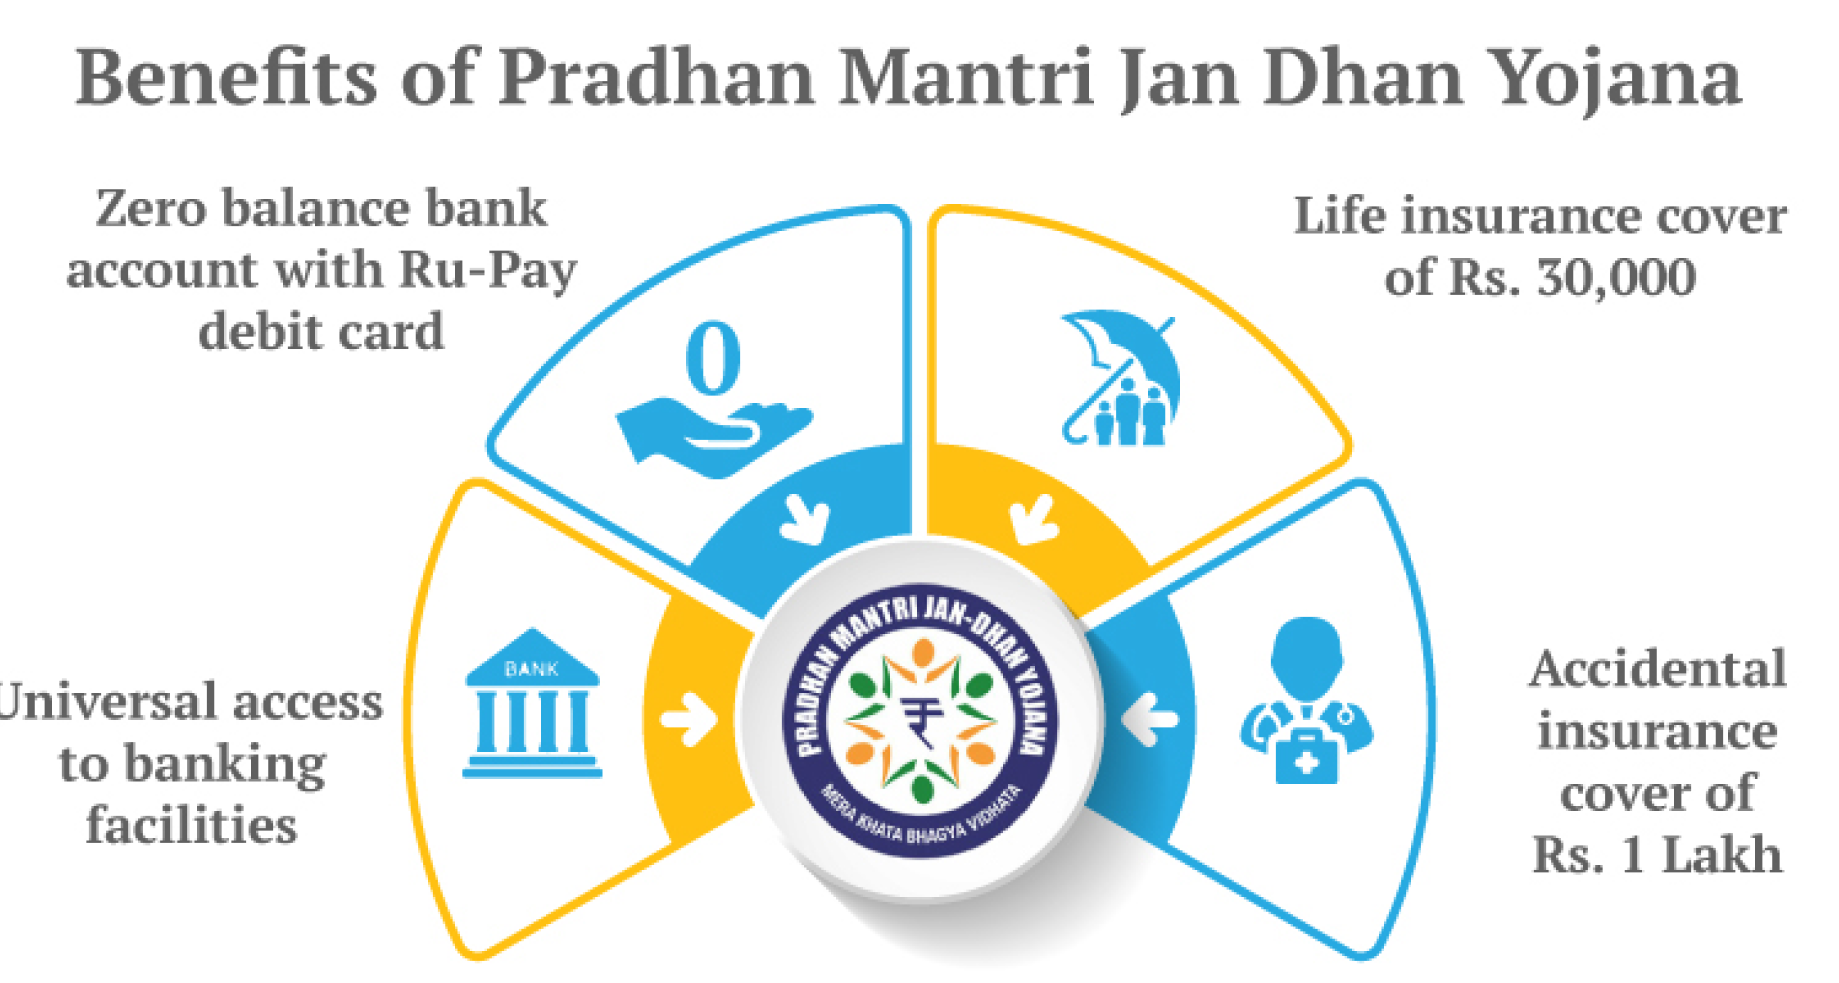 Benefits of Pradhan Mantri Jan Dhan Yojana
Zero balance bank
account with Ru-Pay
debit card
0
Life insurance cover
of Rs. 30,000
Universal access
to banking
facilities
BANK
PRADHAN MANTRI JAN-DHAN YOJANA
₹
MERA KHATA BHAGYA VIDHATA
Accidental
insurance
cover of
Rs. 1 Lakh